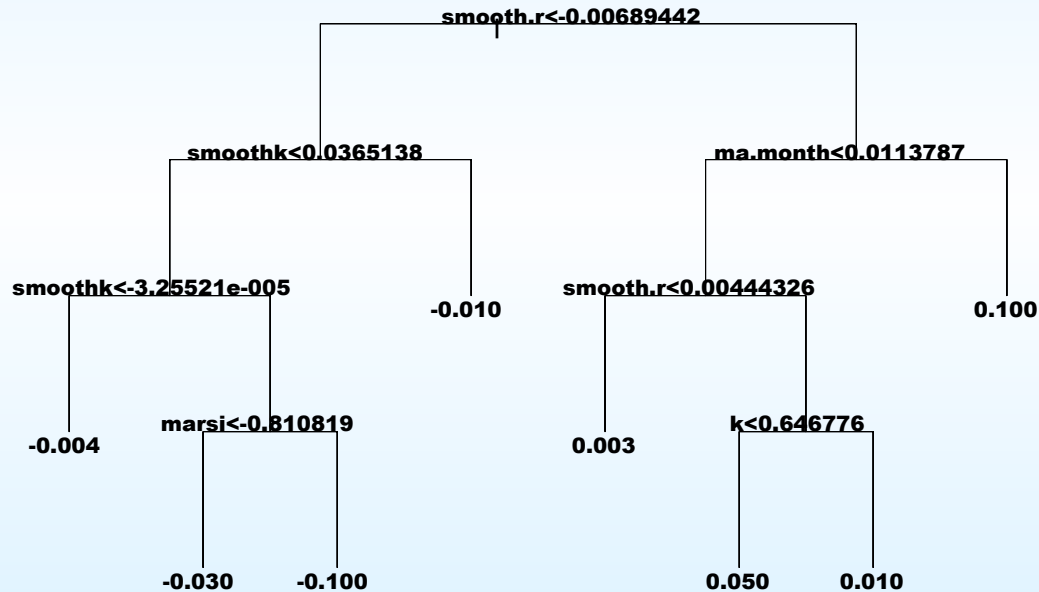 smooth.r<-0.00689442
smoothk<0.0365138
ma.month<0.0113787
smoothk<-3.25521e-005
smooth.r<0.00444326
-0.010
0.100
marsi<-0.810819
k<0.646776
-0.004
0.003
-0.030
-0.100
0.050
0.010